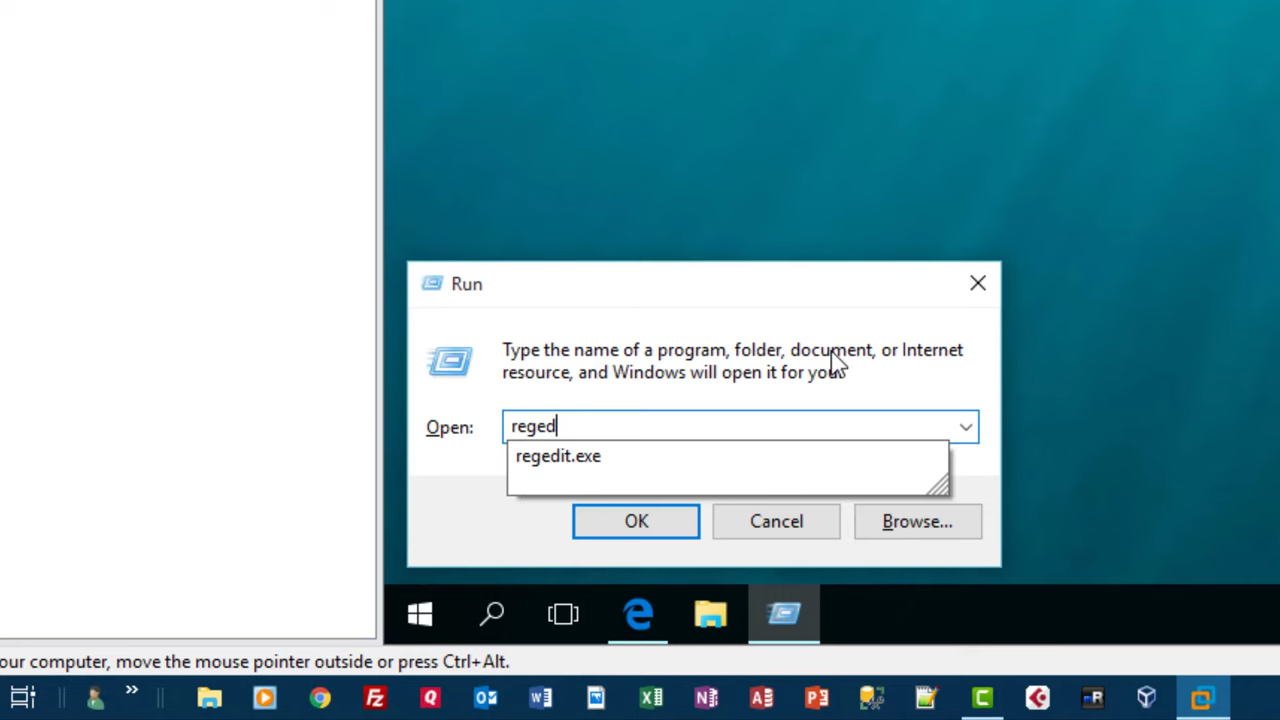 Run
Type the name of a program, folder, document, or Internet
resource, and Windows will open it for you.
Open:
reged
regedit.exe
OK
Cancel
Browse...
our computer, move the mouse pointer outside or press Ctrl+Alt.